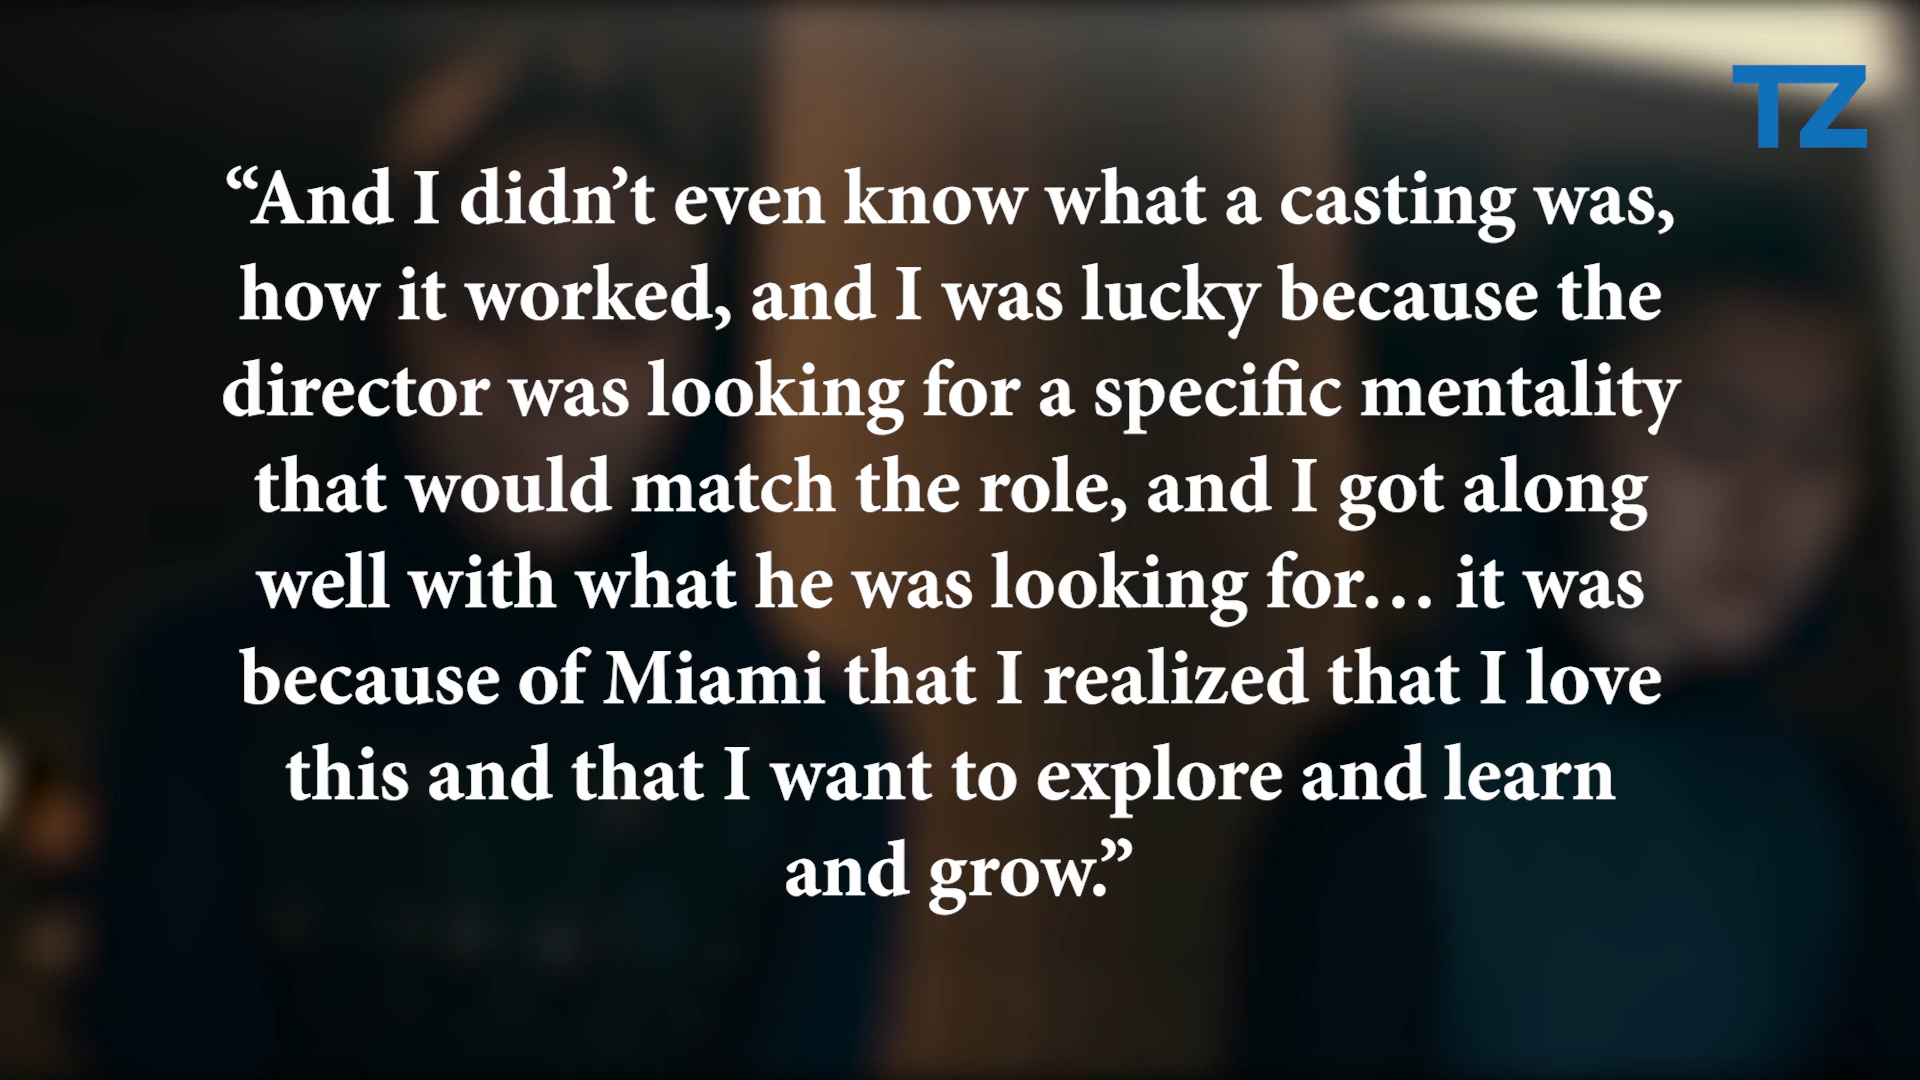 TZ
“And I didn’t even know what a casting was,
how it worked, and I was lucky because the
director was looking for a specific mentality
that would match the role, and I got along
well with what he was looking for… it was
because of Miami that I realized that I love
this and that I want to explore and learn
and grow.”